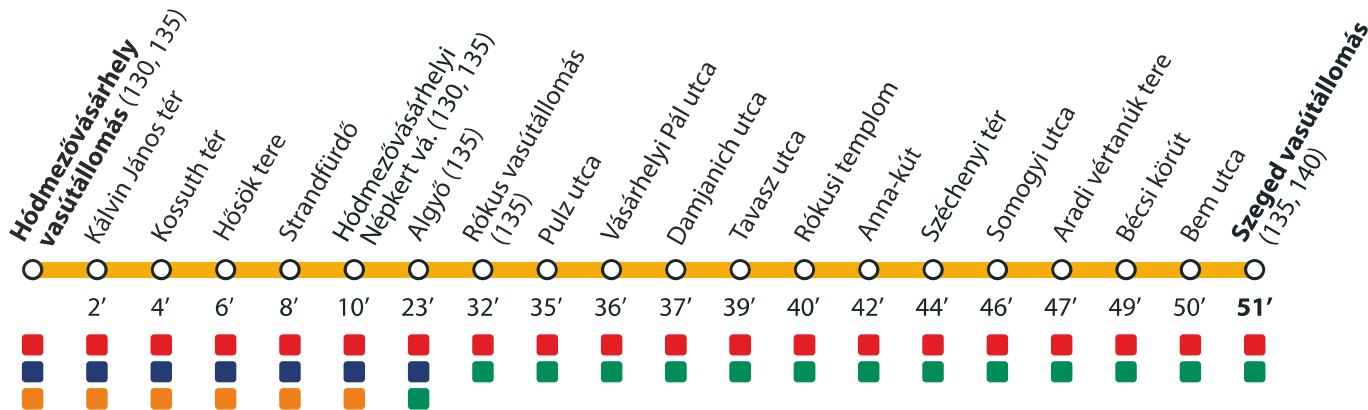 Hódmezővásárhely
vasútállomás (130, 135)
Kálvin János tér
Kossuth tér
Hősök tere
Strandfürdő
Hódmezővásárhelyi
Népkert vá. (130, 135)
Algyő (135)
Rókus vasútállomás
(135)
Pulz utca
Vásárhelyi Pál utca
Damjanich utca
Tavasz utca
Rókusi templom
Anna-kút
Széchenyi tér
Somogyi utca
Aradi vértanúk tere
Bécsi körút
Bem utca
Szeged vasútállomás
(135, 140)
2’ 4’ 6’ 8’ 10’ 23’ 32’ 35’ 36’ 37’ 39’ 40’ 42’ 44’ 46’ 47’ 49’ 50’ 51’